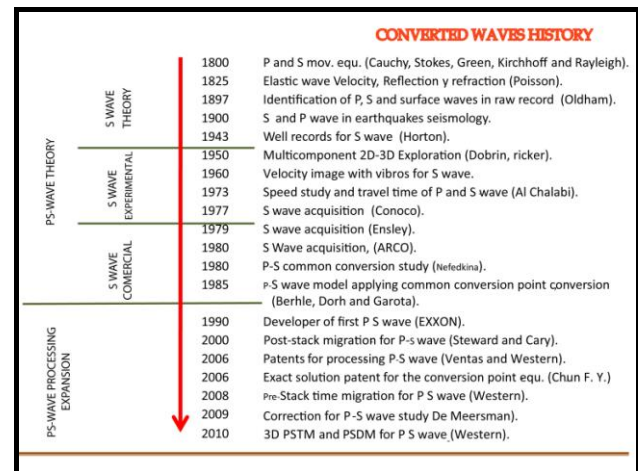 CONVERTED WAVES HISTORY
PS-WAVE THEORY
S WAVE
THEORY
1800 P and S mov. equ. (Cauchy, Stokes, Green, Kirchhoff and Rayleigh).
1825 Elastic wave Velocity, Reflection y refraction (Poisson).
1897 Identification of P, S and surface waves in raw record (Oldham).
1900 S and P wave in earthquakes seismology.
1943 Well records for S wave (Horton).
S WAVE
EXPERIMENTAL
1950 Multicomponent 2D-3D Exploration (Dobrin, ricker).
1960 Velocity image with vibros for S wave.
1973 Speed study and travel time of P and S wave (Al Chalabi).
1977 S wave acquisition (Conoco).
S WAVE
COMERCIAL
1979 S wave acquisition (Ensley).
1980 S Wave acquisition, (ARCO).
1980 P-S common conversion study (Nefedkina).
1985 P-S wave model applying common conversion point conversion
(Berhle, Dorh and Garota).
PS-WAVE PROCESSING
EXPANSION
1990 Developer of first P S wave (EXXON).
2000 Post-stack migration for P-s wave (Steward and Cary).
2006 Patents for processing P-S wave (Ventas and Western).
2006 Exact solution patent for the conversion point equ. (Chun F. Y.)
2008 Pre-Stack time migration for P S wave (Western).
2009 Correction for P-S wave study De Meersman).
2010 3D PSTM and PSDM for P S wave (Western).